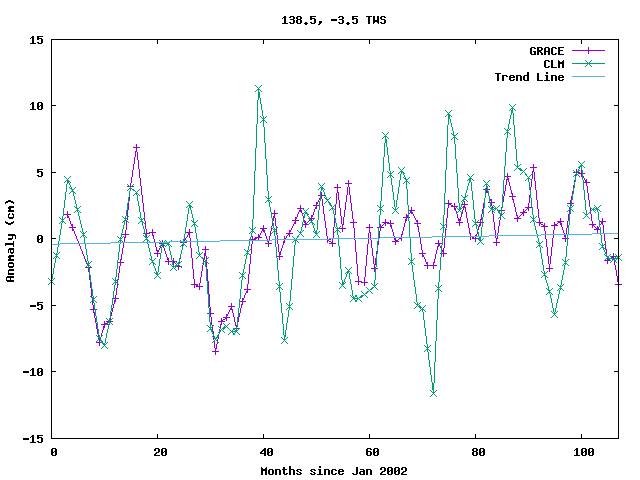 138.5, -3.5 TWS
GRACE
CLM
Trend Line
15
10
5
0
-5
-10
-15
Anomaly (cm)
0 20 40 60 80 100
Months since Jan 2002